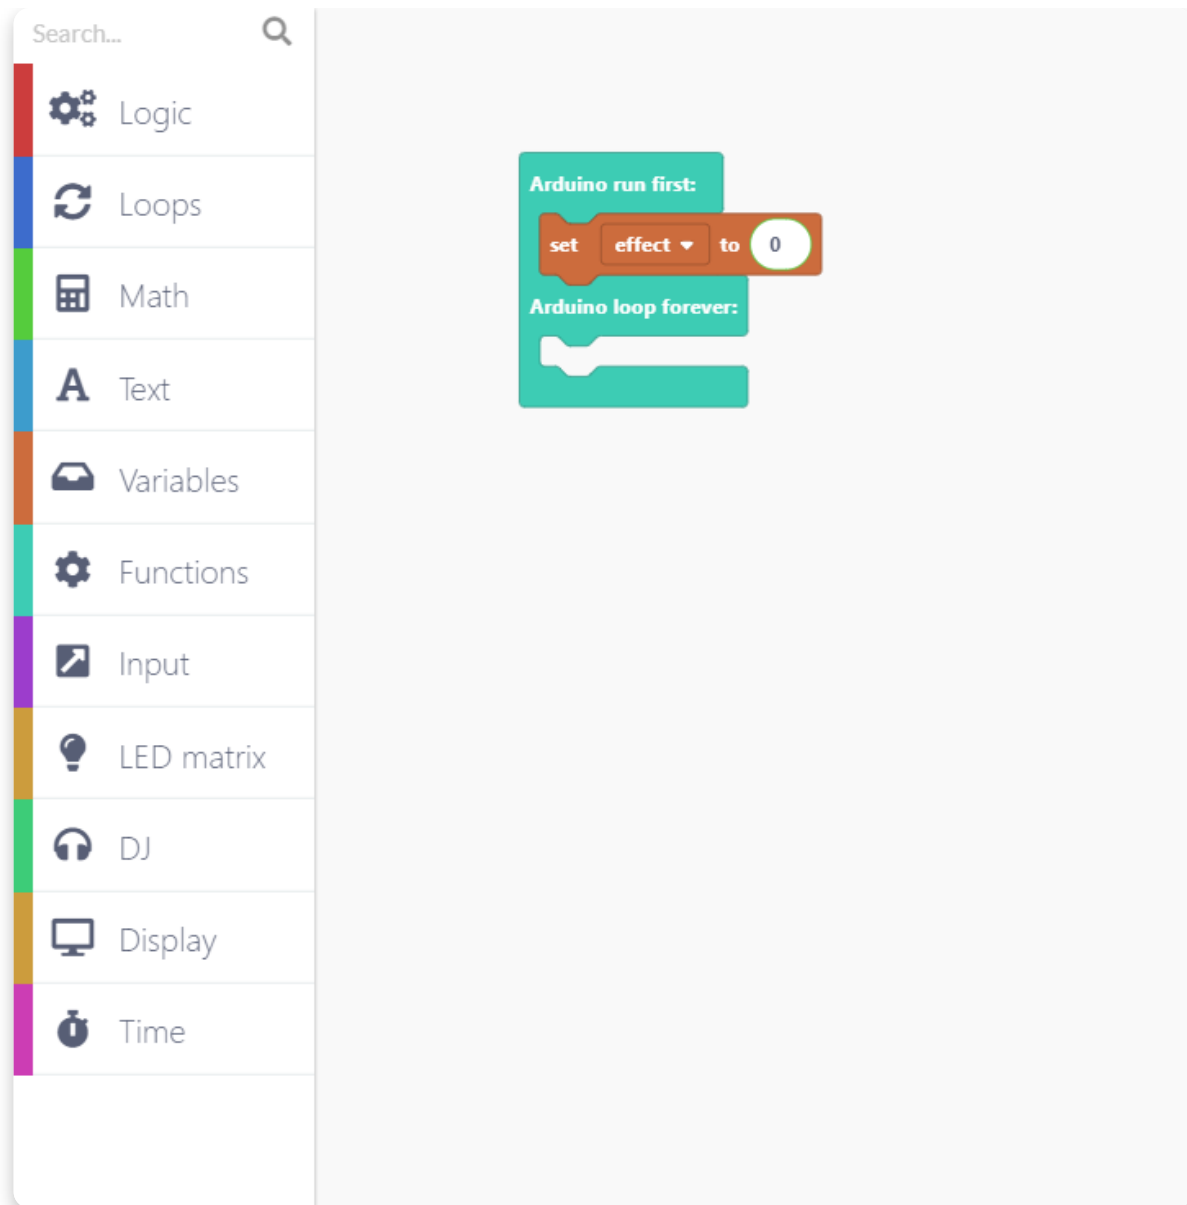 Search...
Logic
Loops
Math
Text
Variables
Functions
Input
LED matrix
DJ
Display
Time
Arduino run first:
set effect to 0
Arduino loop forever: